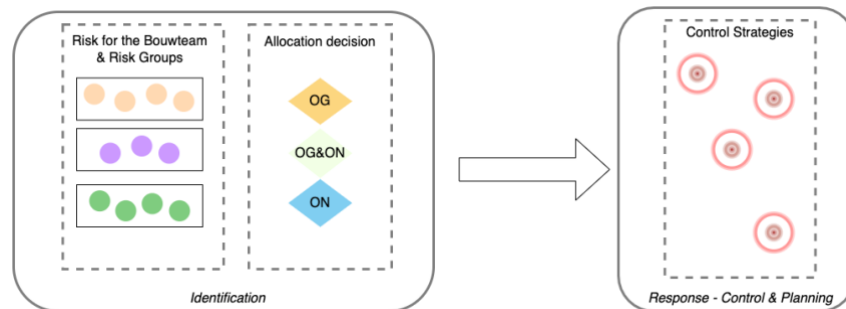 Risk for the Bouwteam
& Risk Groups
Allocation decision
OG
OG&ON
ON
Identification
Control Strategies
Response - Control & Planning